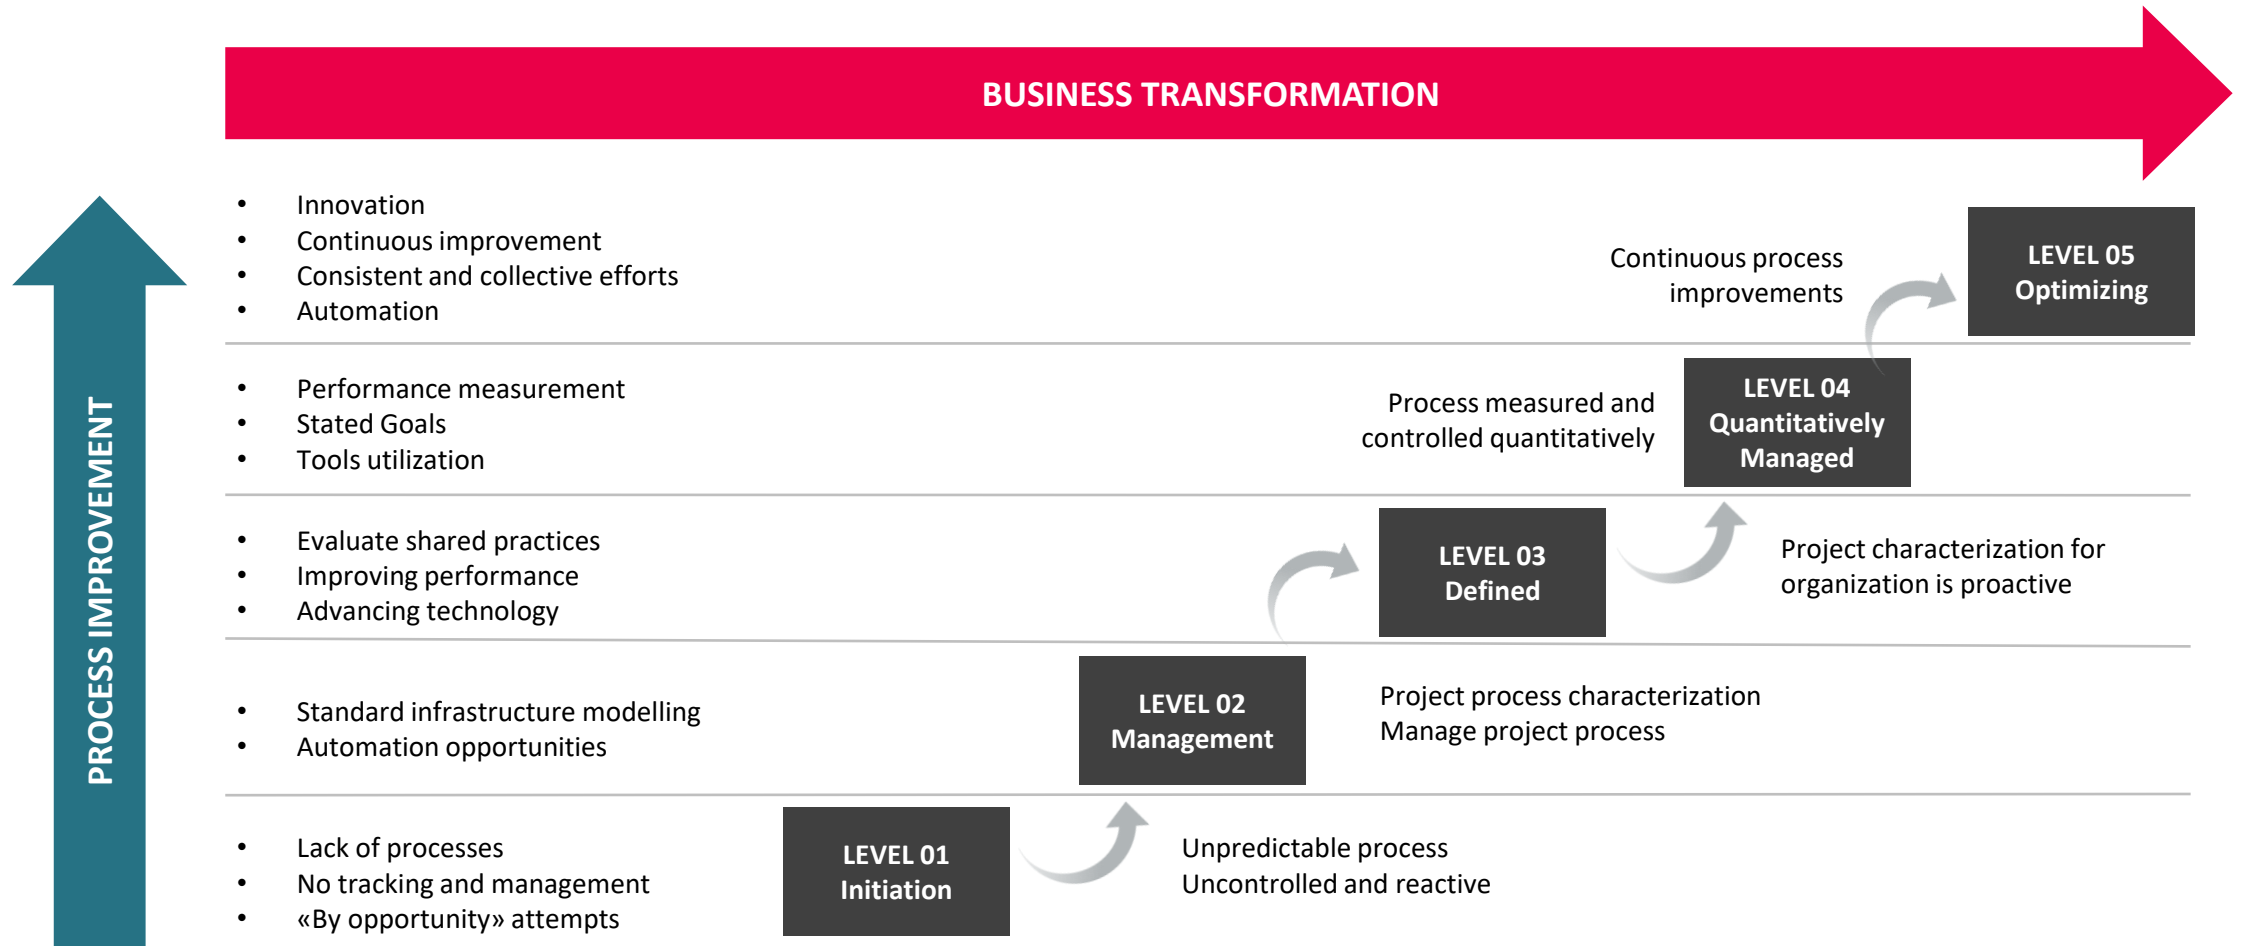 BUSINESS TRANSFORMATION
PROCESS IMPROVEMENT
• Innovation
• Continuous improvement
• Consistent and collective efforts
• Automation
Continuous process
improvements
LEVEL 05
Optimizing
• Performance measurement
• Stated Goals
• Tools utilization
Process measured and
controlled quantitatively
LEVEL 04
Quantitatively
Managed
• Evaluate shared practices
• Improving performance
• Advancing technology
LEVEL 03
Defined
Project characterization for
organization is proactive
• Standard infrastructure modelling
• Automation opportunities
LEVEL 02
Management
Project process characterization
Manage project process
• Lack of processes
• No tracking and management
• «By opportunity» attempts
LEVEL 01
Initiation
Unpredictable process
Uncontrolled and reactive